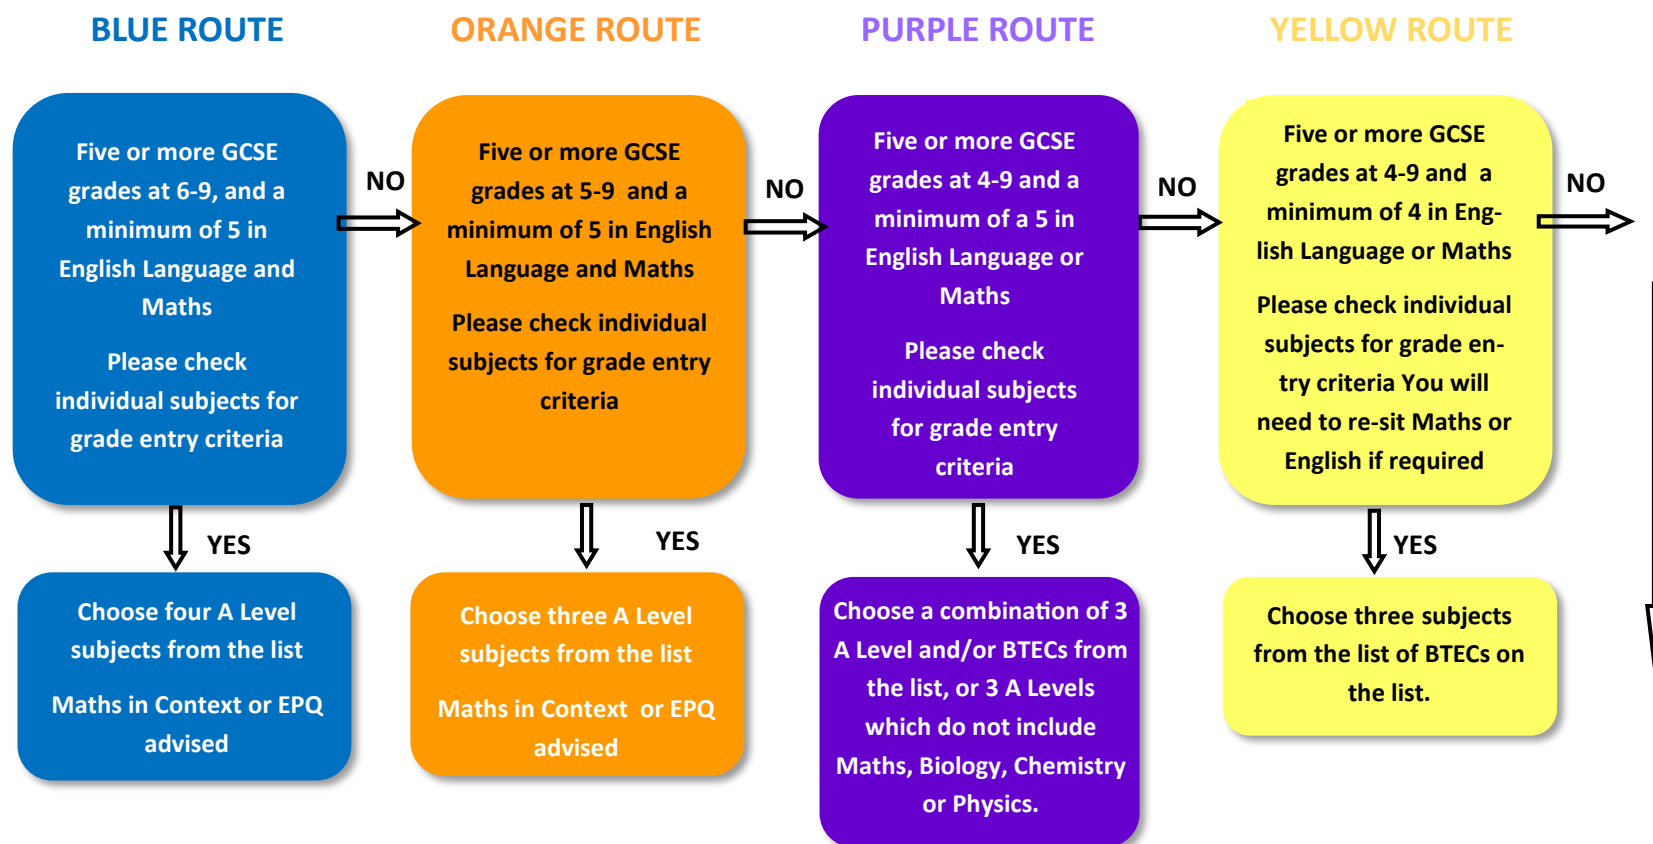 BLUE ROUTE
ORANGE ROUTE
PURPLE ROUTE
YELLOW ROUTE
Five or more GCSE
grades at 6-9, and a
minimum of 5 in
English Language and
Maths
Please check
individual subjects for
grade entry criteria
NO
Five or more GCSE
grades at 5-9 and a
minimum of 5 in English
Language and Maths
Please check individual
subjects for grade entry
criteria
NO
Five or more GCSE
grades at 4-9 and a
minimum of a 5 in
English Language or
Maths
Please check
individual subjects
for grade entry
criteria
NO
Five or more GCSE
grades at 4-9 and a
minimum of 4 in Eng-
lish Language or Maths
Please check individual
subjects for grade en-
try criteria You will
need to re-sit Maths or
English if required
NO
YES
YES
YES
YES
Choose four A Level
subjects from the list
Maths in Context or EPQ
advised
Choose three A Level
subjects from the list
Maths in Context or EPQ
advised
Choose a combination of 3
A Level and/or BTECs from
the list, or 3 A Levels
which do not include
Maths, Biology, Chemistry
or Physics.
Choose three subjects
from the list of BTECs on
the list.